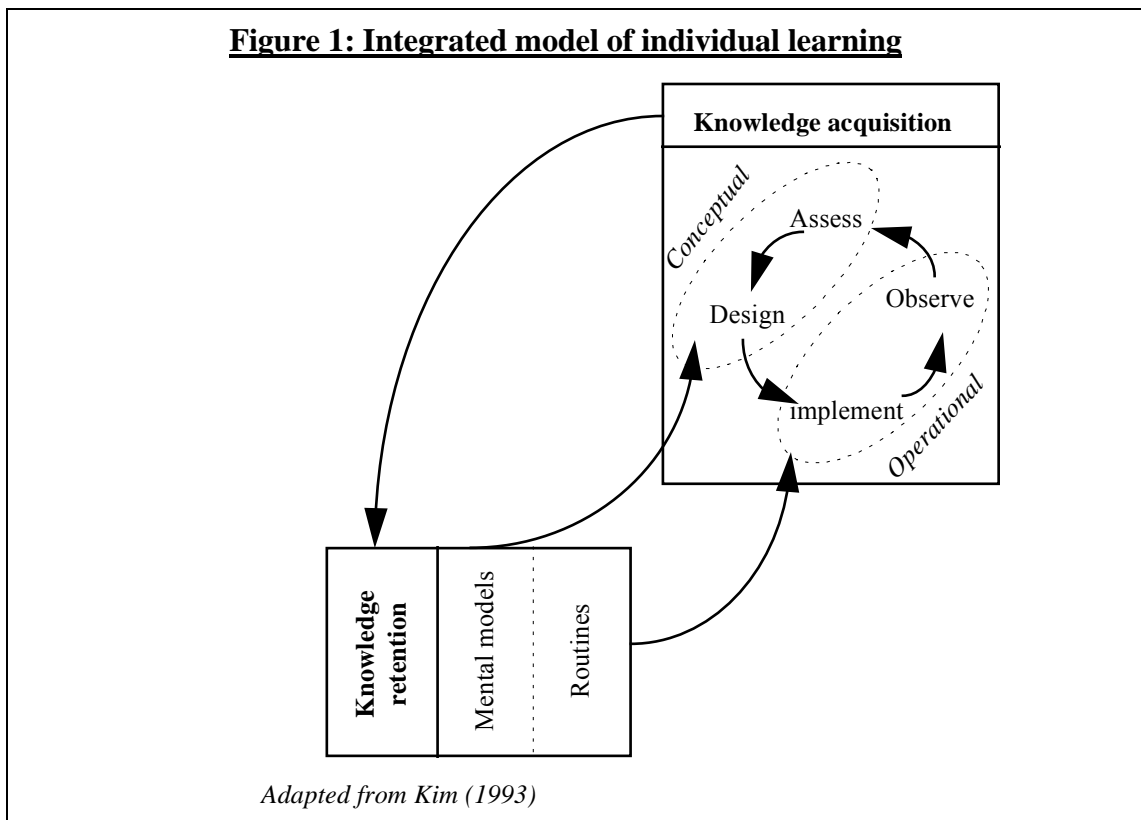 Figure 1: Integrated model of individual learning
Knowledge acquisition
Conceptual
Assess
Observe
Design
Implement
Operational
Knowledge
retention
Mental models
Routines
Adapted from Kim (1993)